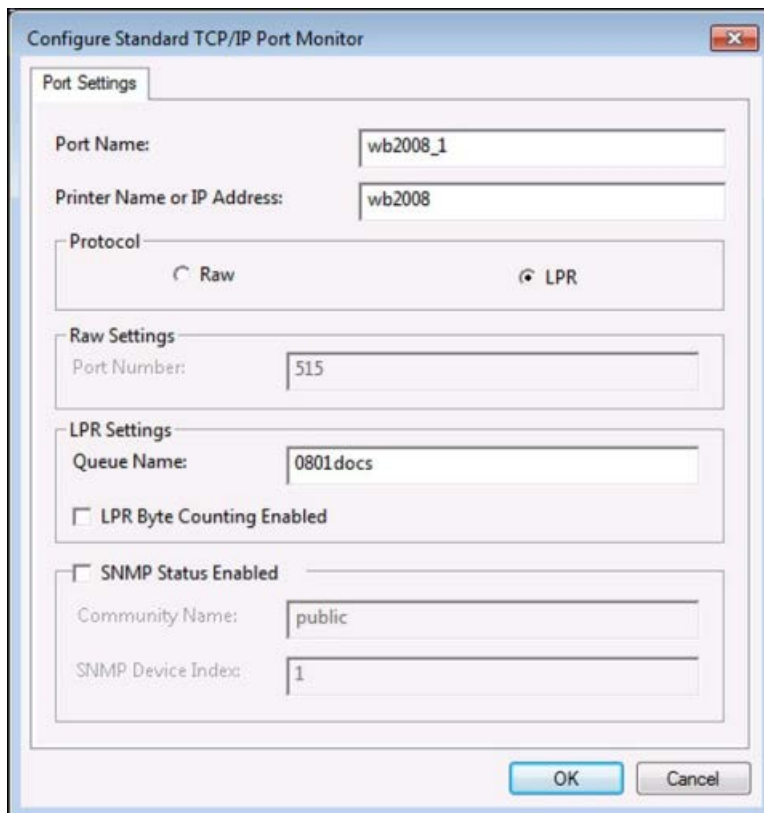 Configure Standard TCP/IP Port Monitor
Port Settings
Port Name: wb2008_1
Printer Name or IP Address: wb2008
Protocol
Raw LPR
Raw Settings
Port Number: 515
LPR Settings
Queue Name: 0801docs
LPR Byte Counting Enabled
SNMP Status Enabled
Community Name: public
SNMP Device Index: 1
OK Cancel